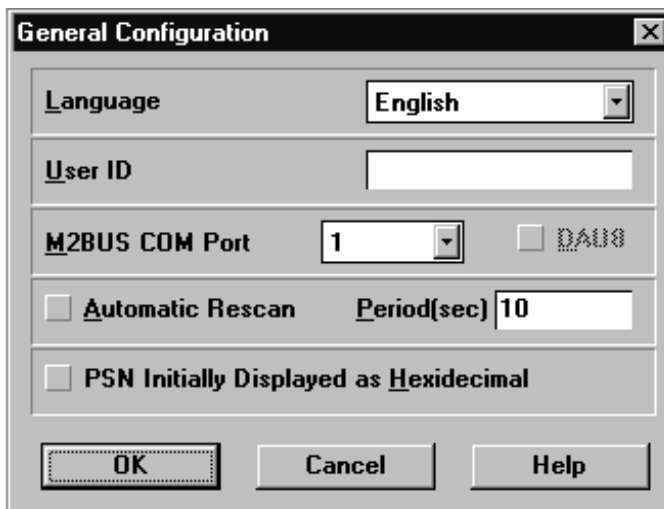 General Configuration
Language English
User ID
M2BUS COM Port 1 DAU8
Automatic Rescan Period(sec) 10
PSN Initially Displayed as Hexidecimal
OK Cancel Help